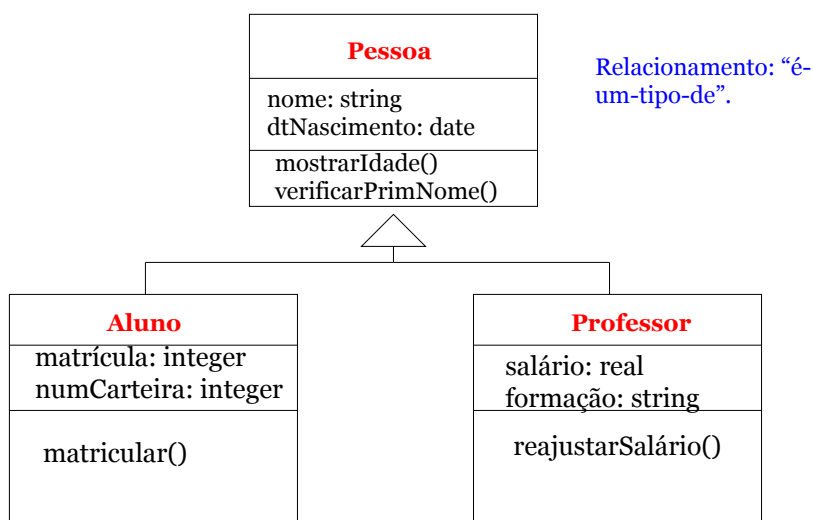 Pessoa
nome: string
dtNascimento: date
mostrarIdade()
verificarPrimNome()
Relacionamento: “é-
um-tipo-de”.
Aluno
matrícula: integer
numCarteira: integer
matricular()
Professor
salário: real
formação: string
reajustarSalário()